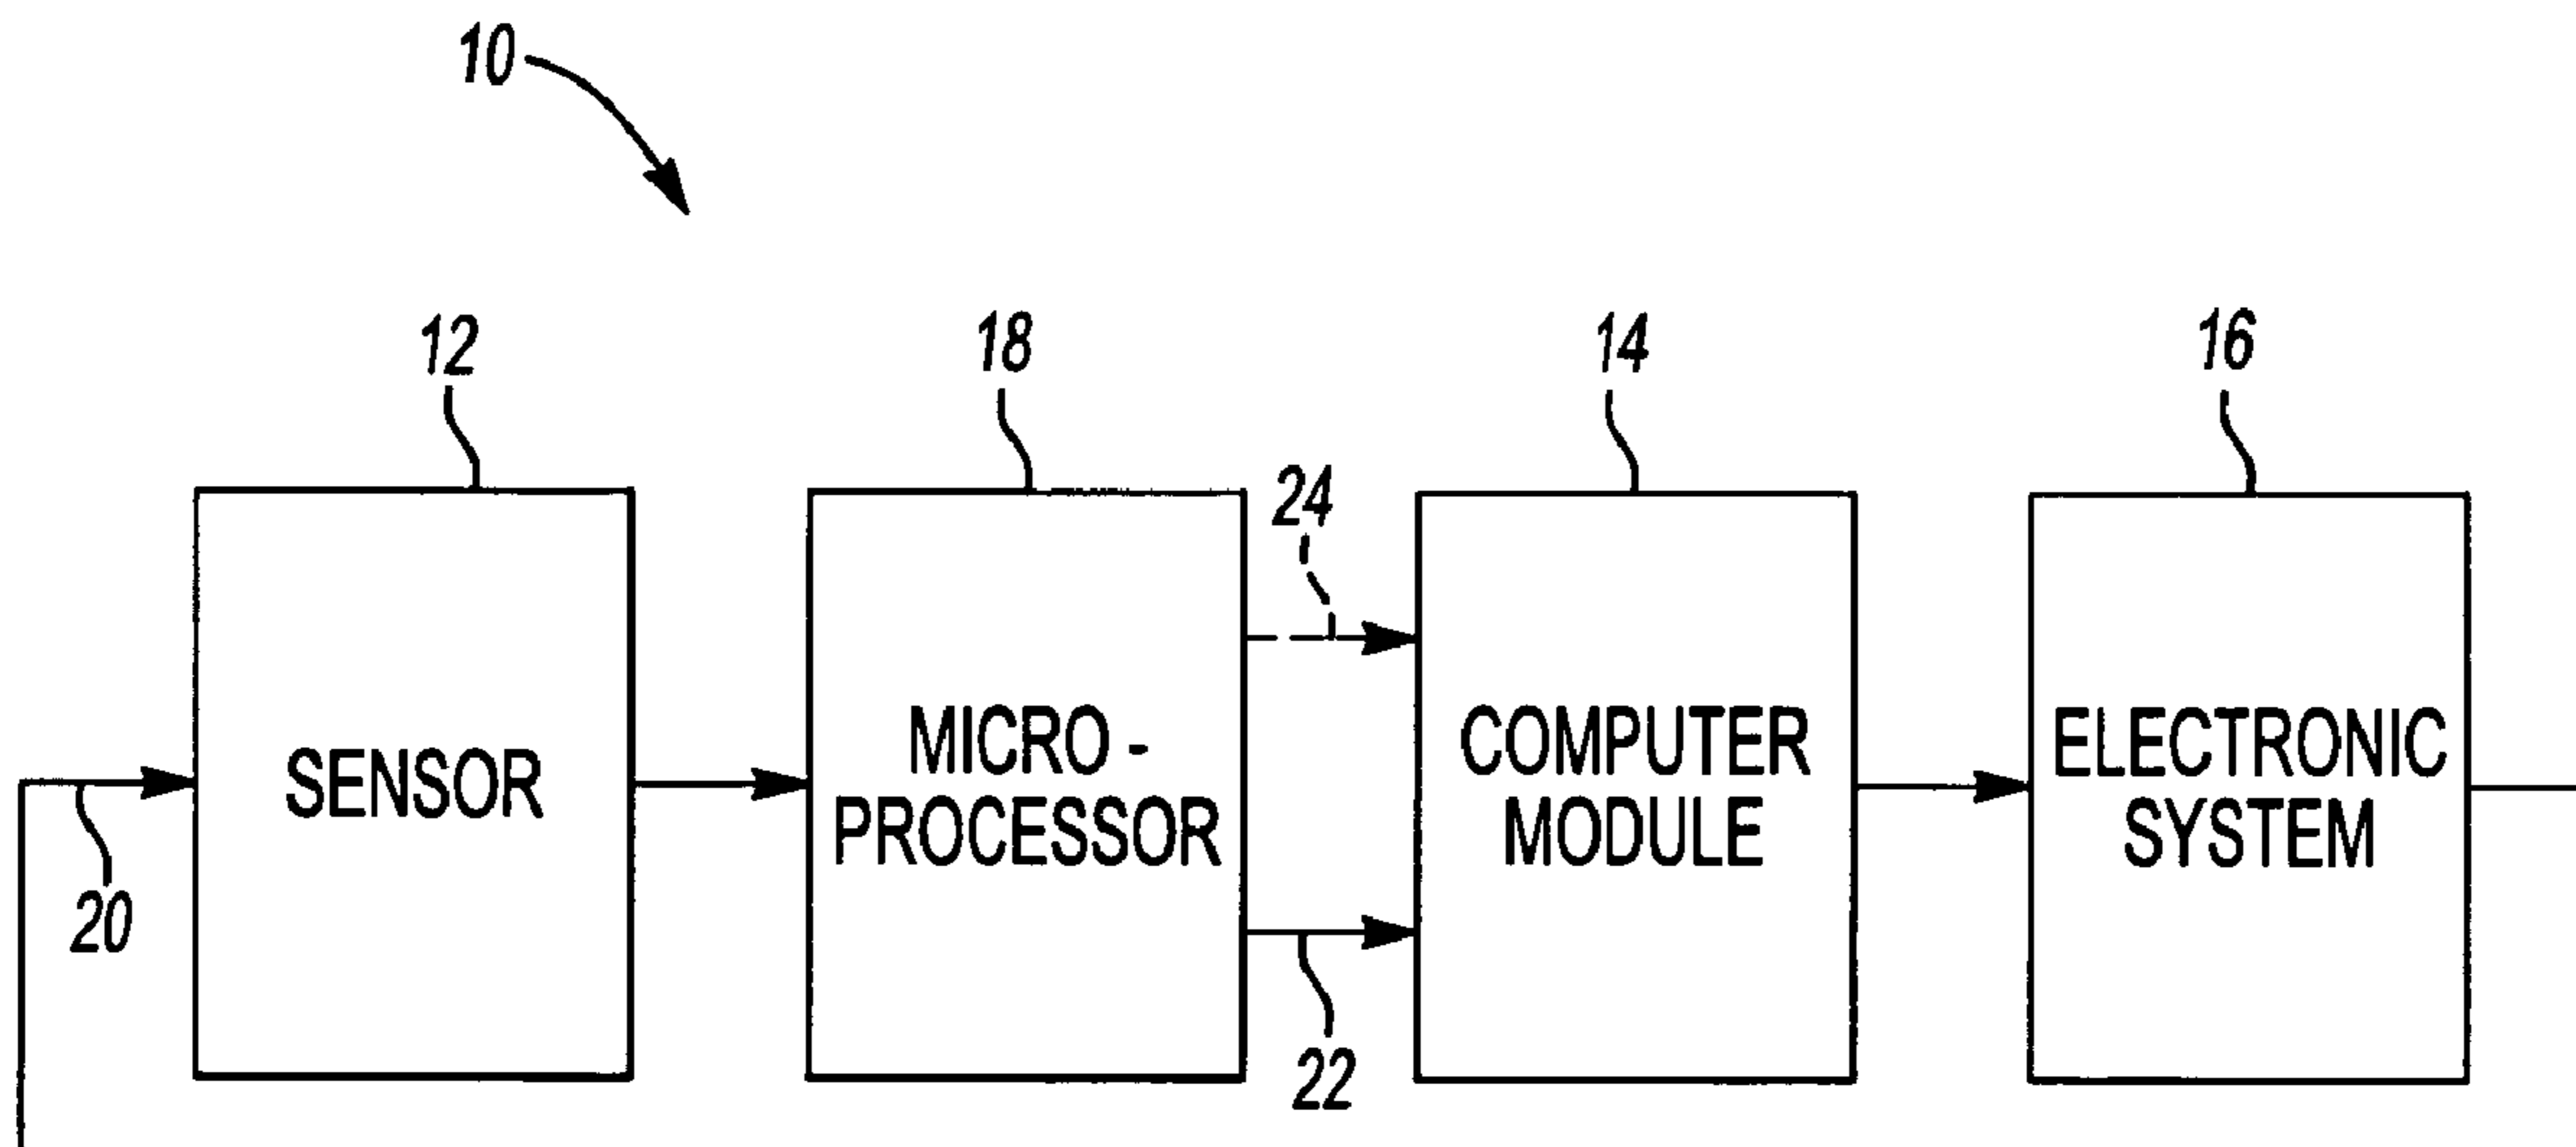 10
12
18
14
16
24
SENSOR
MICRO -
PROCESSOR
COMPUTER
MODULE
ELECTRONIC
SYSTEM
20
22